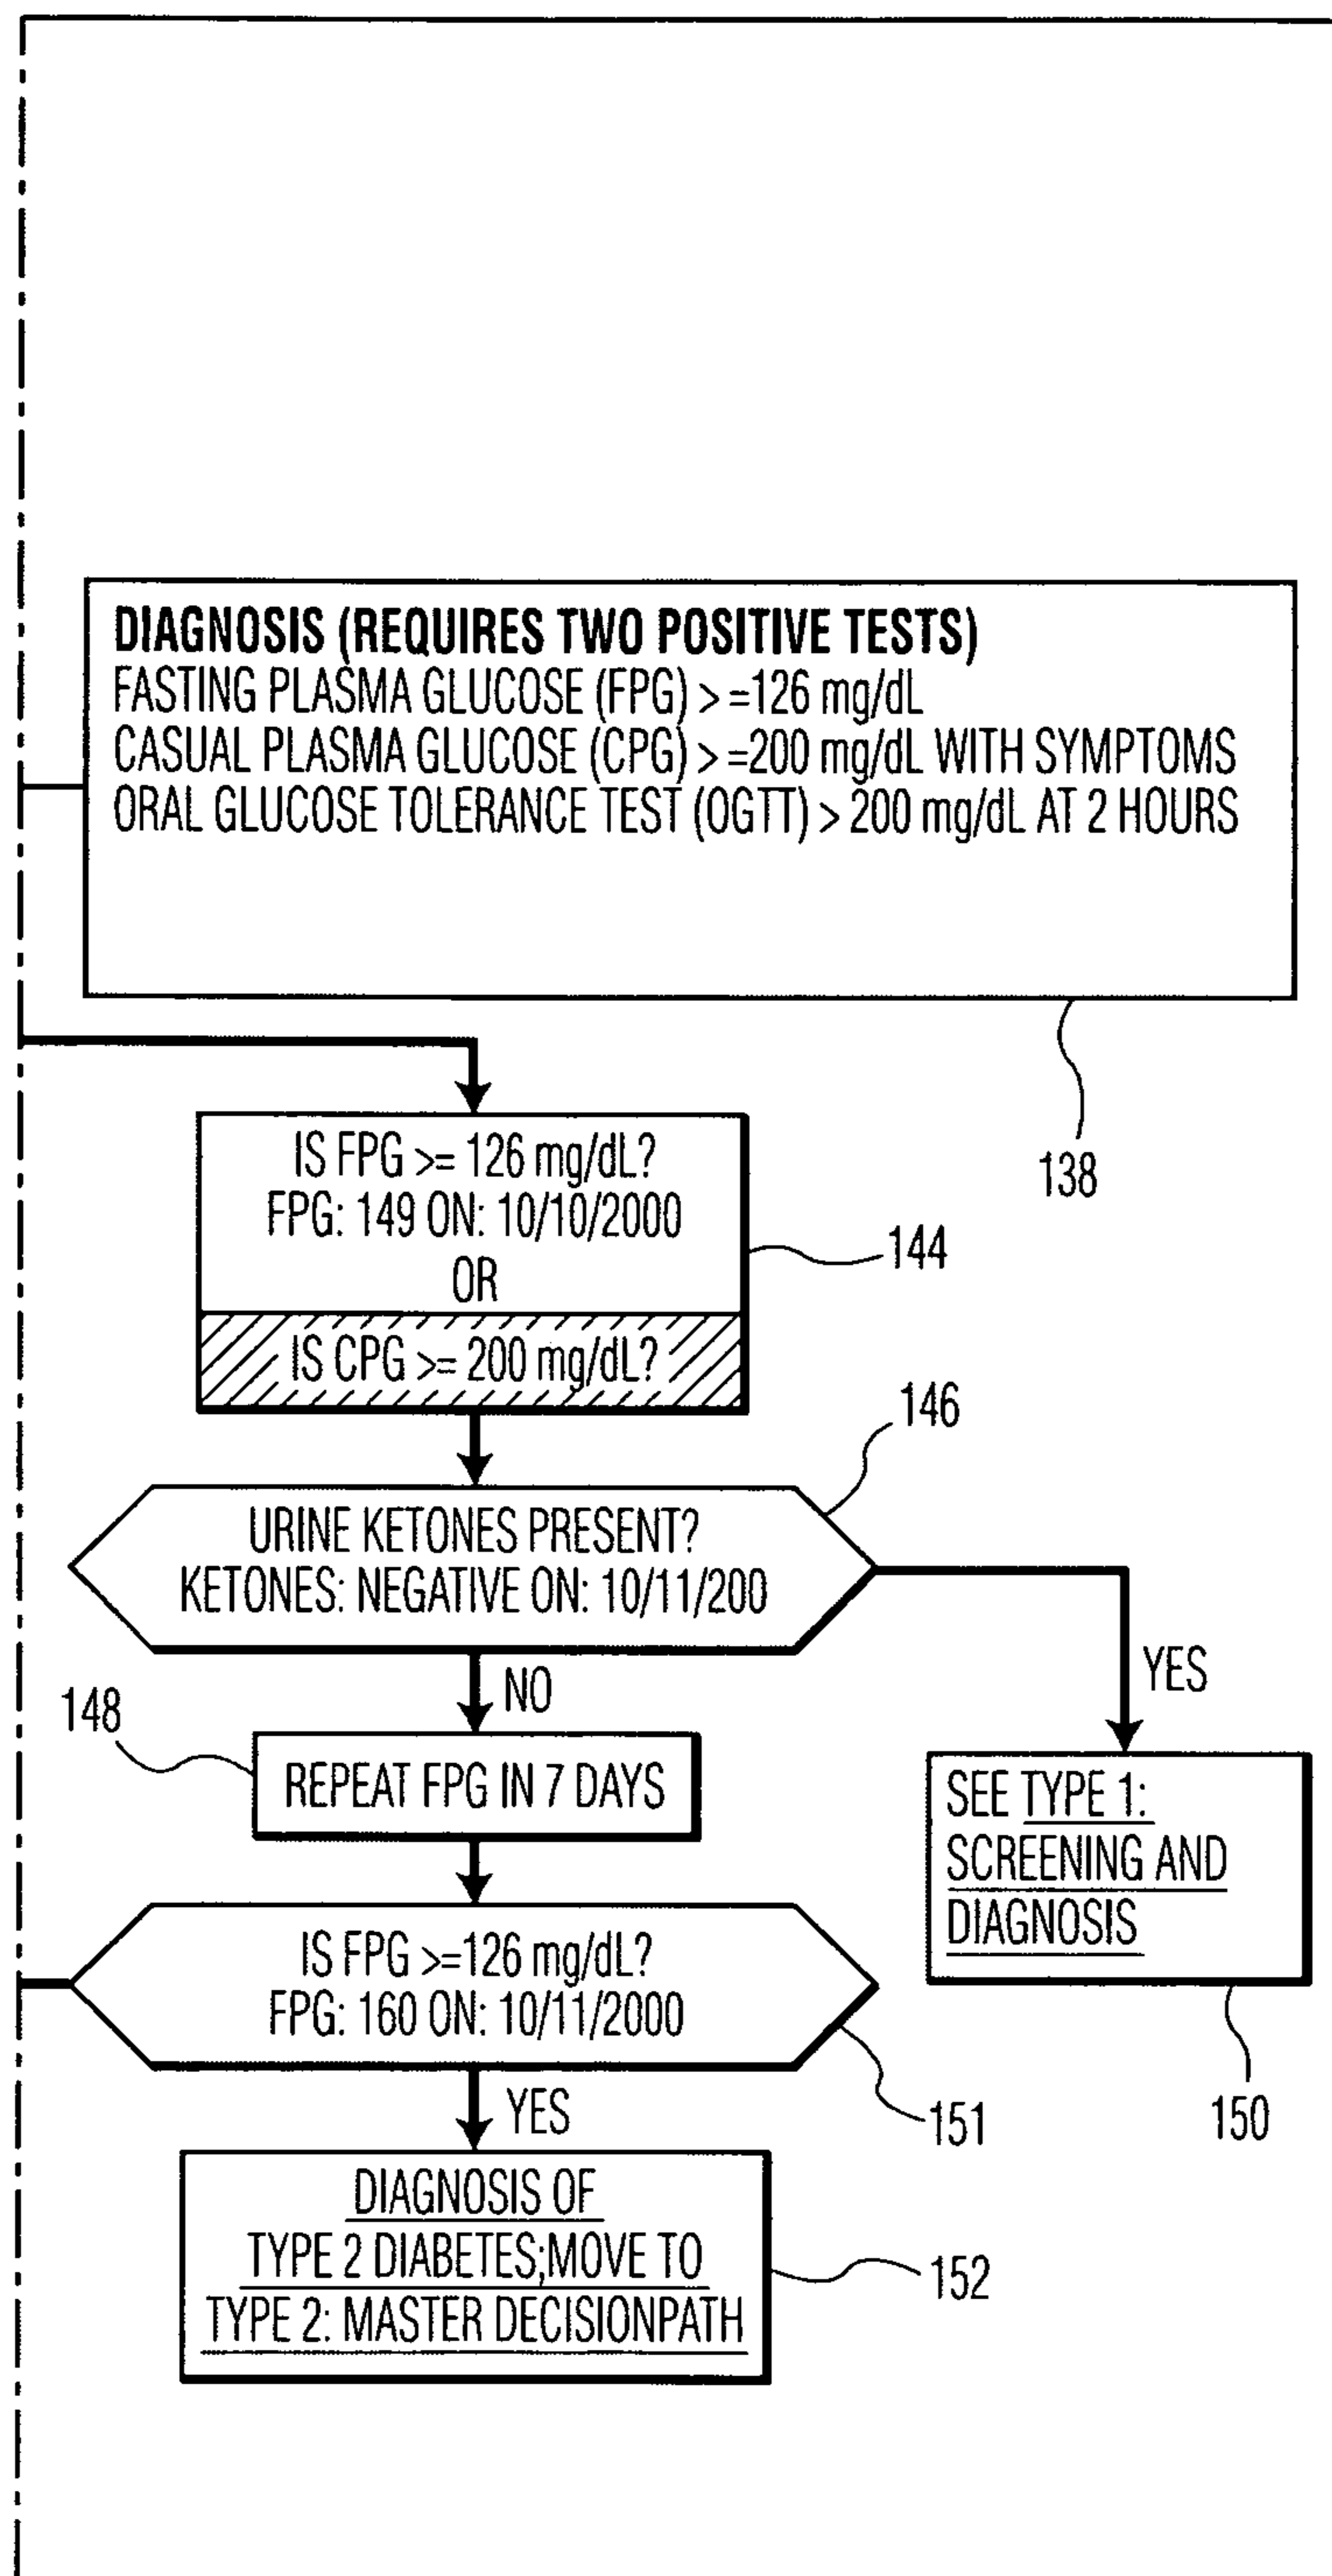 DIAGNOSIS (REQUIRES TWO POSITIVE TESTS)
FASTING PLASMA GLUCOSE (FPG) > =126 mg/dL
CASUAL PLASMA GLUCOSE (CPG) > =200 mg/dL WITH SYMPTOMS
ORAL GLUCOSE TOLERANCE TEST (OGTT) > 200 mg/dL AT 2 HOURS
138
IS FPG >= 126 mg/dL?
FPG: 149 ON: 10/10/2000
OR
IS CPG >= 200 mg/dL?
144
146
URINE KETONES PRESENT?
KETONES: NEGATIVE ON: 10/11/200
NO
YES
148
REPEAT FPG IN 7 DAYS
SEE TYPE 1:
SCREENING AND
DIAGNOSIS
150
IS FPG >=126 mg/dL?
FPG: 160 ON: 10/11/2000
151
YES
DIAGNOSIS OF
TYPE 2 DIABETES;MOVE TO
TYPE 2: MASTER DECISIONPATH
152